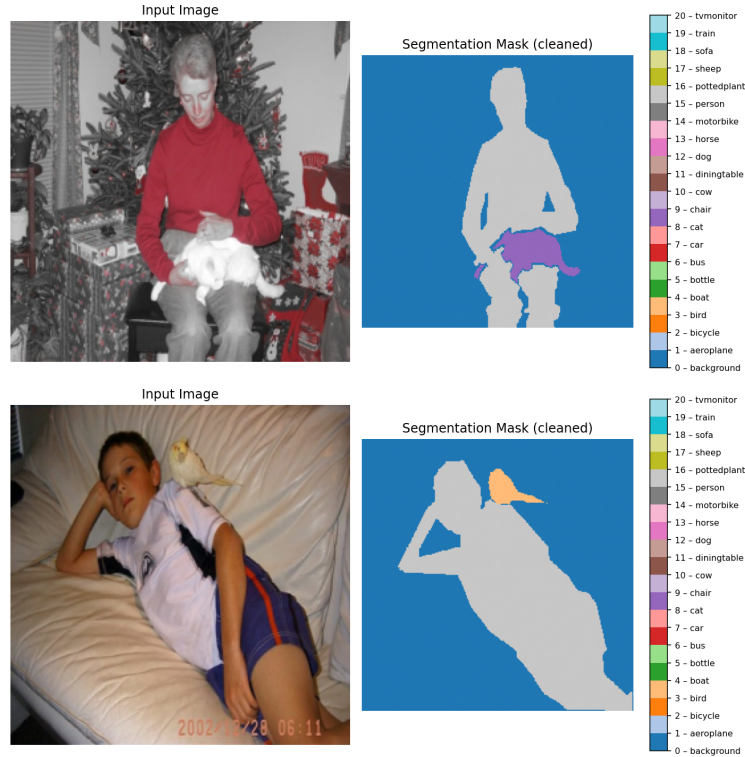 Input Image
Segmentation Mask (cleaned)
20 – tvmonitor
19 – train
18 – sofa
17 – sheep
16 – pottedplant
15 – person
14 – motorbike
13 – horse
12 – dog
11 – diningtable
10 – cow
9 – chair
8 – cat
7 – car
6 – bus
5 – bottle
4 – boat
3 – bird
2 – bicycle
1 – aeroplane
0 – background
Input Image
Segmentation Mask (cleaned)
20 – tvmonitor
19 – train
18 – sofa
17 – sheep
16 – pottedplant
15 – person
14 – motorbike
13 – horse
12 – dog
11 – diningtable
10 – cow
9 – chair
8 – cat
7 – car
6 – bus
5 – bottle
4 – boat
3 – bird
2 – bicycle
1 – aeroplane
0 – background
2002/12/28 06:11